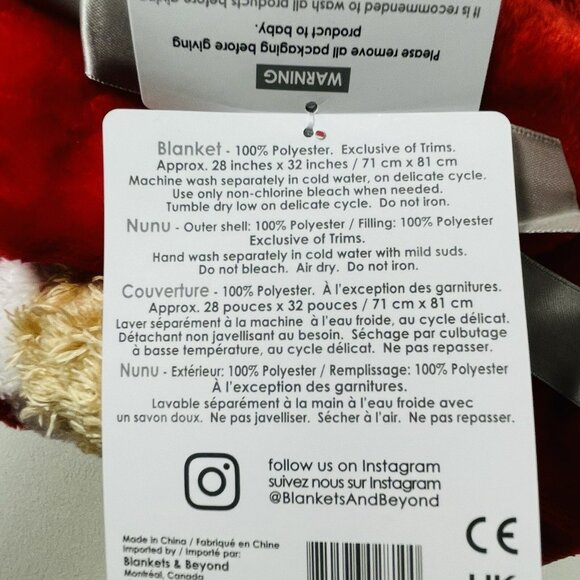 It is recommended to wash all products before giving
product to baby.
Please remove all packaging before giving
WARNING
Blanket - 100% Polyester. Exclusive of Trims.
Approx. 28 inches x 32 inches / 71 cm x 81 cm
Machine wash separately in cold water, on delicate cycle.
Use only non-chlorine bleach when needed.
Tumble dry low on delicate cycle. Do not iron.
Nunu - Outer shell: 100% Polyester / Filling: 100% Polyester
Exclusive of Trims.
Hand wash separately in cold water with mild suds.
Do not bleach. Air dry. Do not iron.
Couverture - 100% Polyester. À l'exception des garnitures.
Approx. 28 pouces x 32 pouces / 71 cm x 81 cm
Laver séparément à la machine à l'eau froide, au cycle délicat.
Détachant non javellisant au besoin. Séchage par culbutage
à basse température, au cycle délicat. Ne pas repasser.
Nunu - Extérieur: 100% Polyester / Remplissage: 100% Polyester
À l'exception des garnitures.
Lavable séparément à la main à l'eau froide avec
un savon doux. Ne pas javelliser. Sécher à l'air. Ne pas repasser.
follow us on Instagram
suivez nous sur Instagram
@BlanketsAndBeyond
Made in China / Fabriqué en Chine
Imported by / Importé par:
Blankets & Beyond
Montréal, Canada
CE
UK